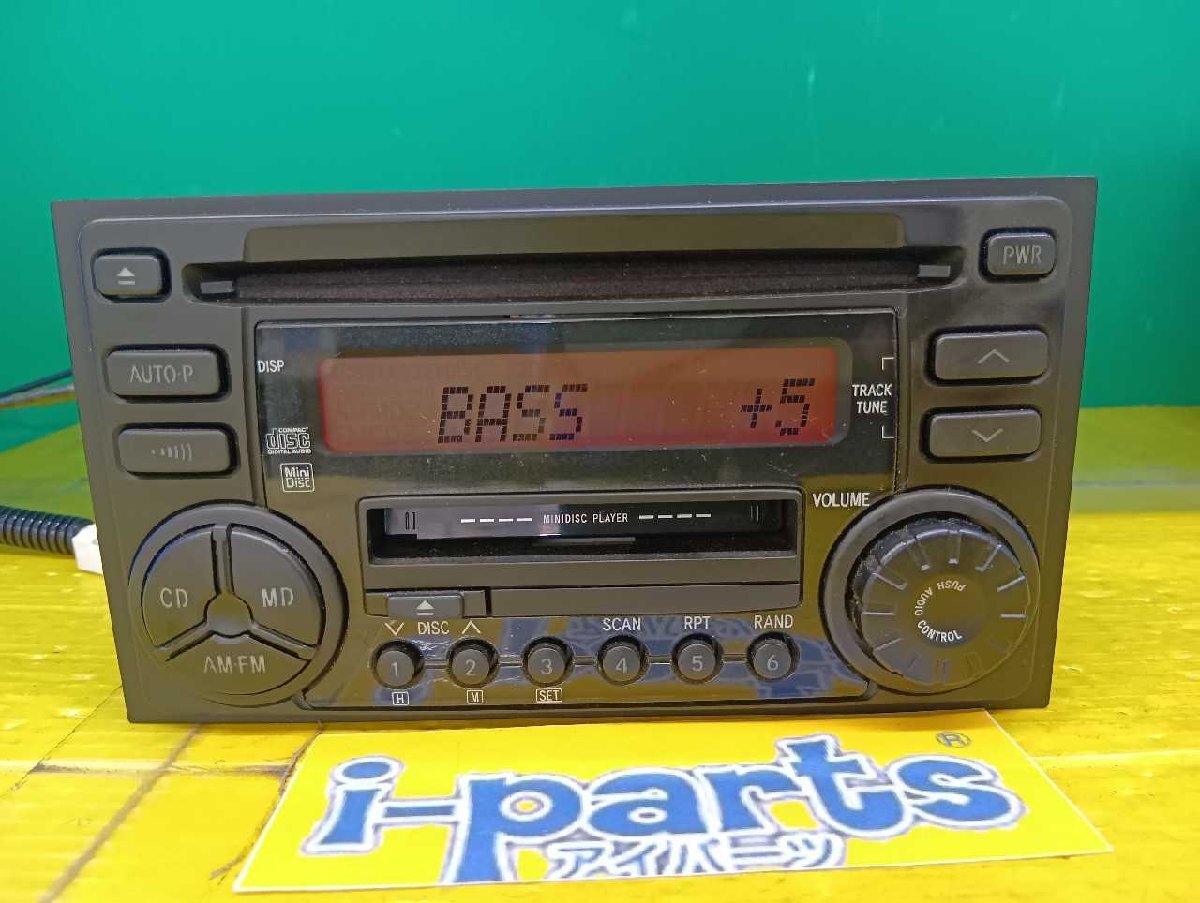 PWR
AUTO·P
DISP
BASS +5
TRACK
TUNE
COMPACT
disc
DIGITAL AUDIO
Mini
Disc
MINIDISC PLAYER
VOLUME
CD
MD
AM·FM
DISC
SCAN
RPT
RAND
1
2
3
4
5
6
H
M
SET
PUSH AUDIO
CONTROL
i-parts®
アイパーツ